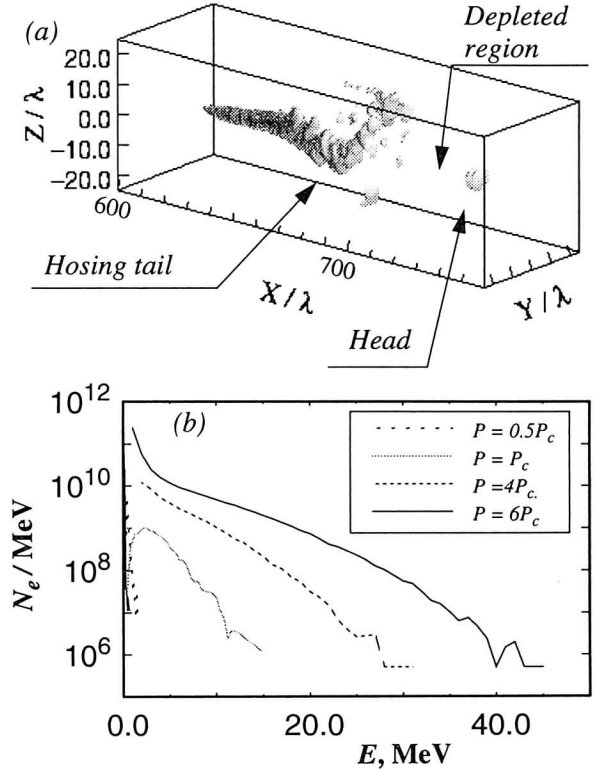 (a)
Depleted
region
Z/λ
20.0
10.0
0.0
−10.0
−20.0
600
700
Hosing tail
X/λ
Y/λ
Head
(b)
10^12
10^10
10^8
10^6
N_e / MeV
P = 0.5P_c
P = P_c
P =4P_c.
P = 6P_c
0.0
20.0
40.0
E, MeV